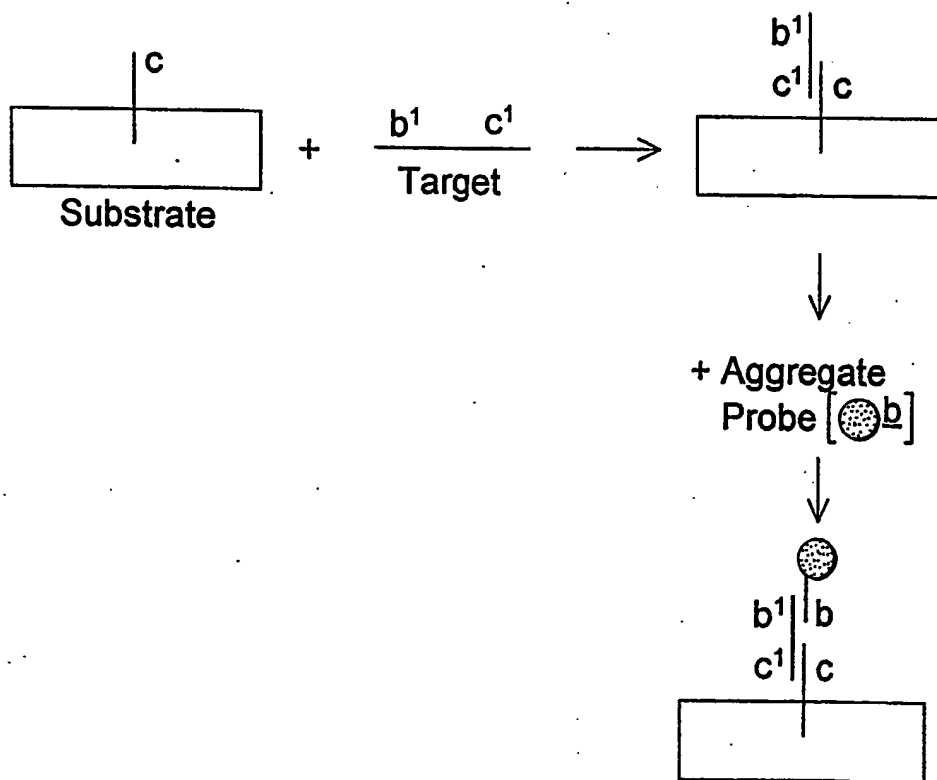 c
Substrate
+
b¹ c¹
Target
b¹
c¹ c
+ Aggregate
Probe [ b]
b¹ b
c¹ c